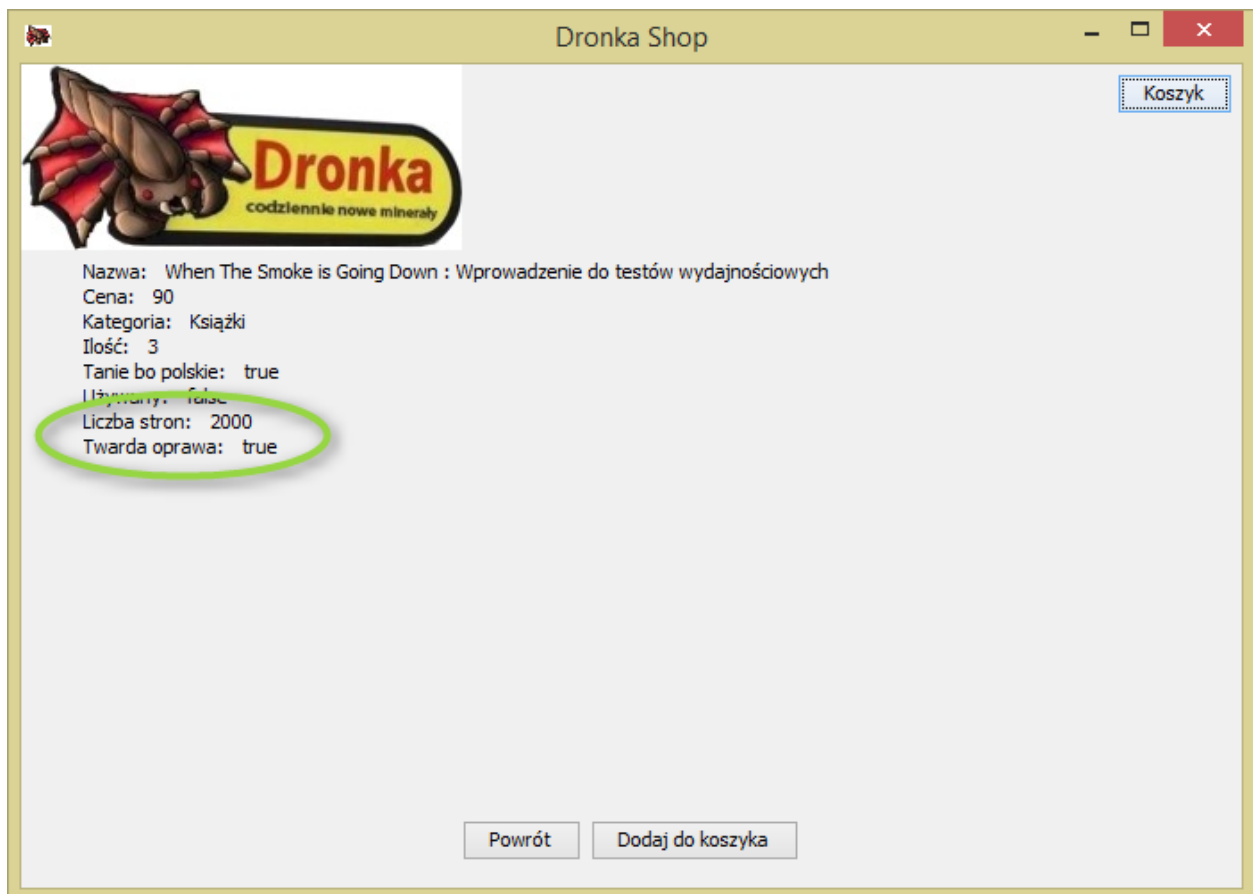 Dronka Shop
Koszyk
Dronka
codziennie nowe minerały
Nazwa: When The Smoke is Going Down : Wprowadzenie do testów wydajnościowych
Cena: 90
Kategoria: Książki
Ilość: 3
Tanie bo polskie: true
Używany: false
Liczba stron: 2000
Twarda oprawa: true
Powrót Dodaj do koszyka